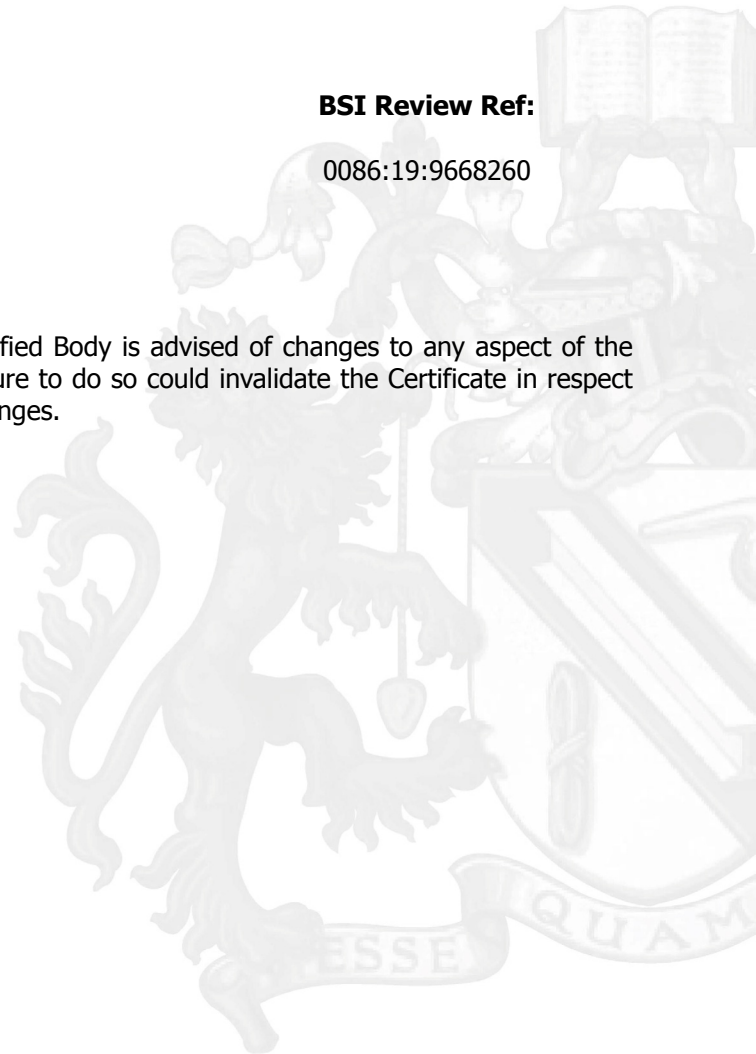 BSI Review Ref:
0086:19:9668260
fied Body is advised of changes to any aspect of the
ure to do so could invalidate the Certificate in respect
nges.
ESSE
QUAM